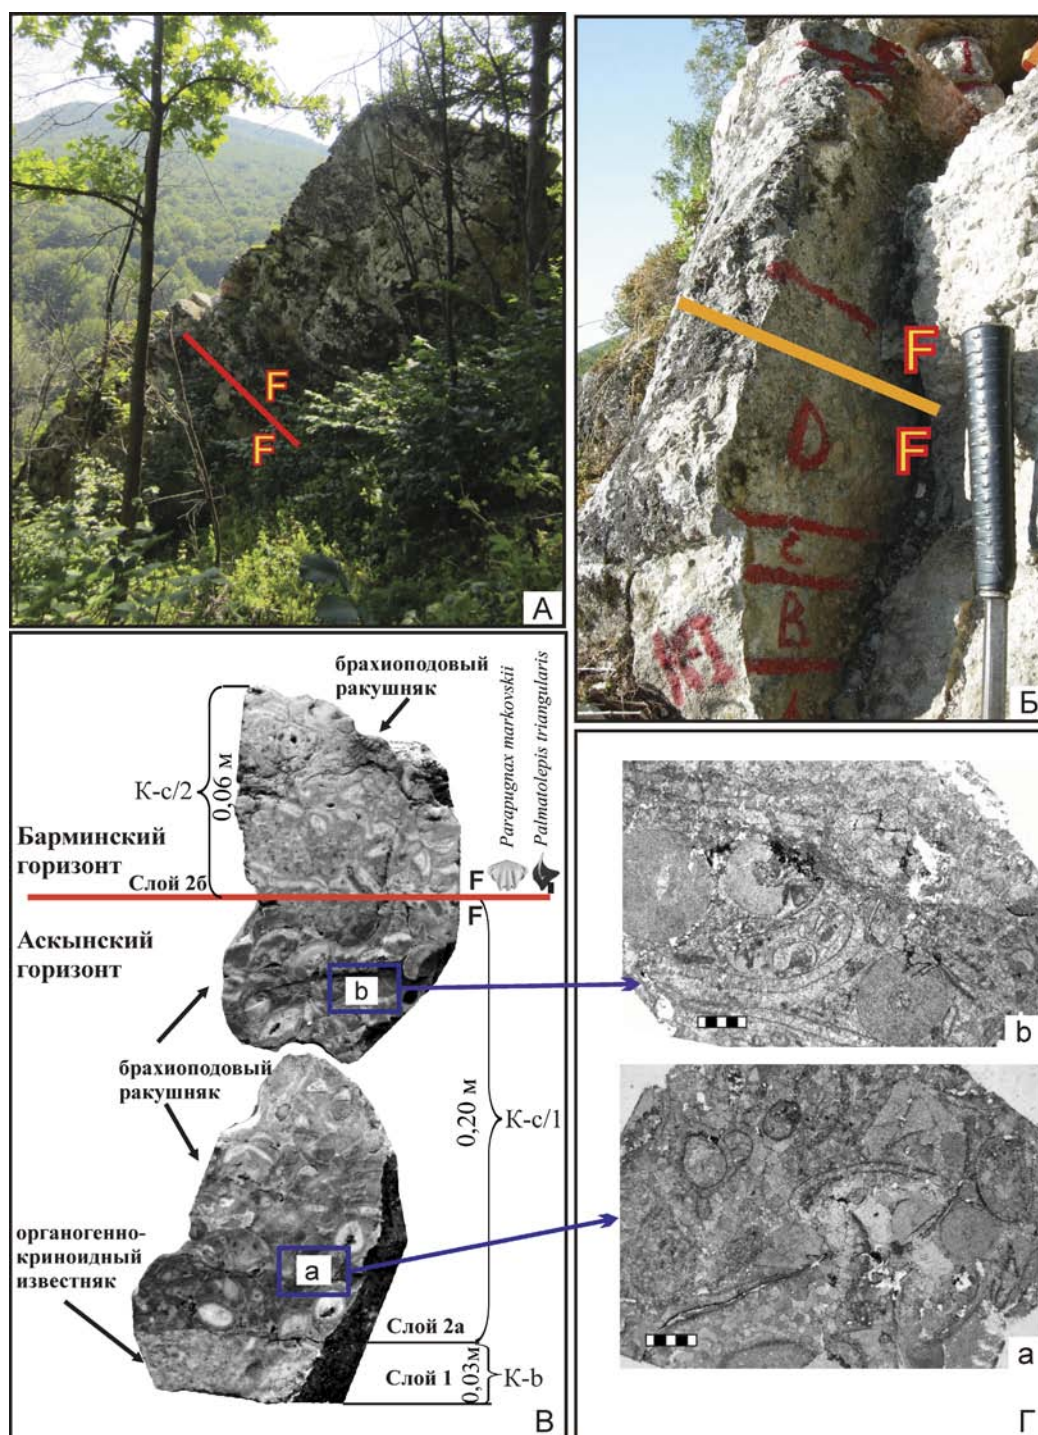 F
F
А
F
F
D
C
B
Б
брахиоподовый
ракушняк
Parapugnax markovskii
Palmatolepis triangularis
К-с/2
0,06 м
Барминский
горизонт
Слой 2б
F
F
Аскынский
горизонт
b
брахиоподовый
ракушняк
0,20 м
К-с/1
органогенно-
криноидный
известняк
a
Слой 2а
Слой 1
0,03м
К-b
В
b
a
Г